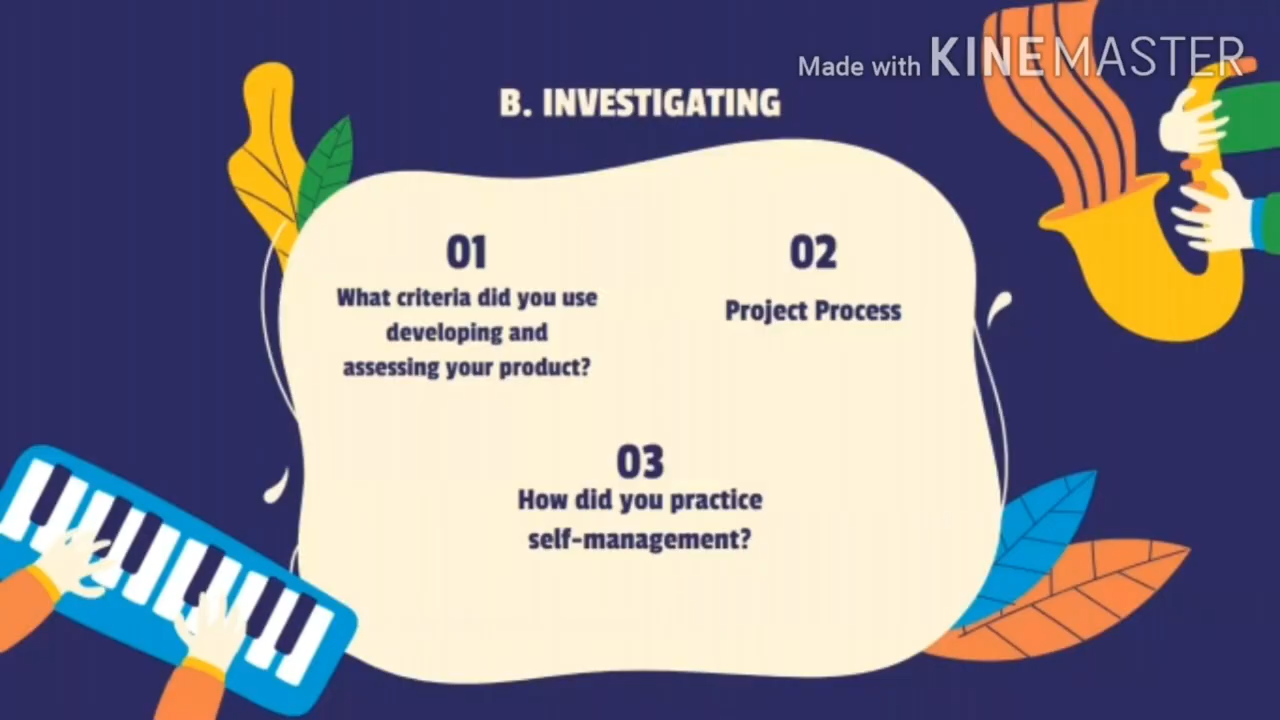 Made with KINEMASTER
B. INVESTIGATING
01
What criteria did you use
developing and
assessing your product?
02
Project Process
03
How did you practice
self-management?